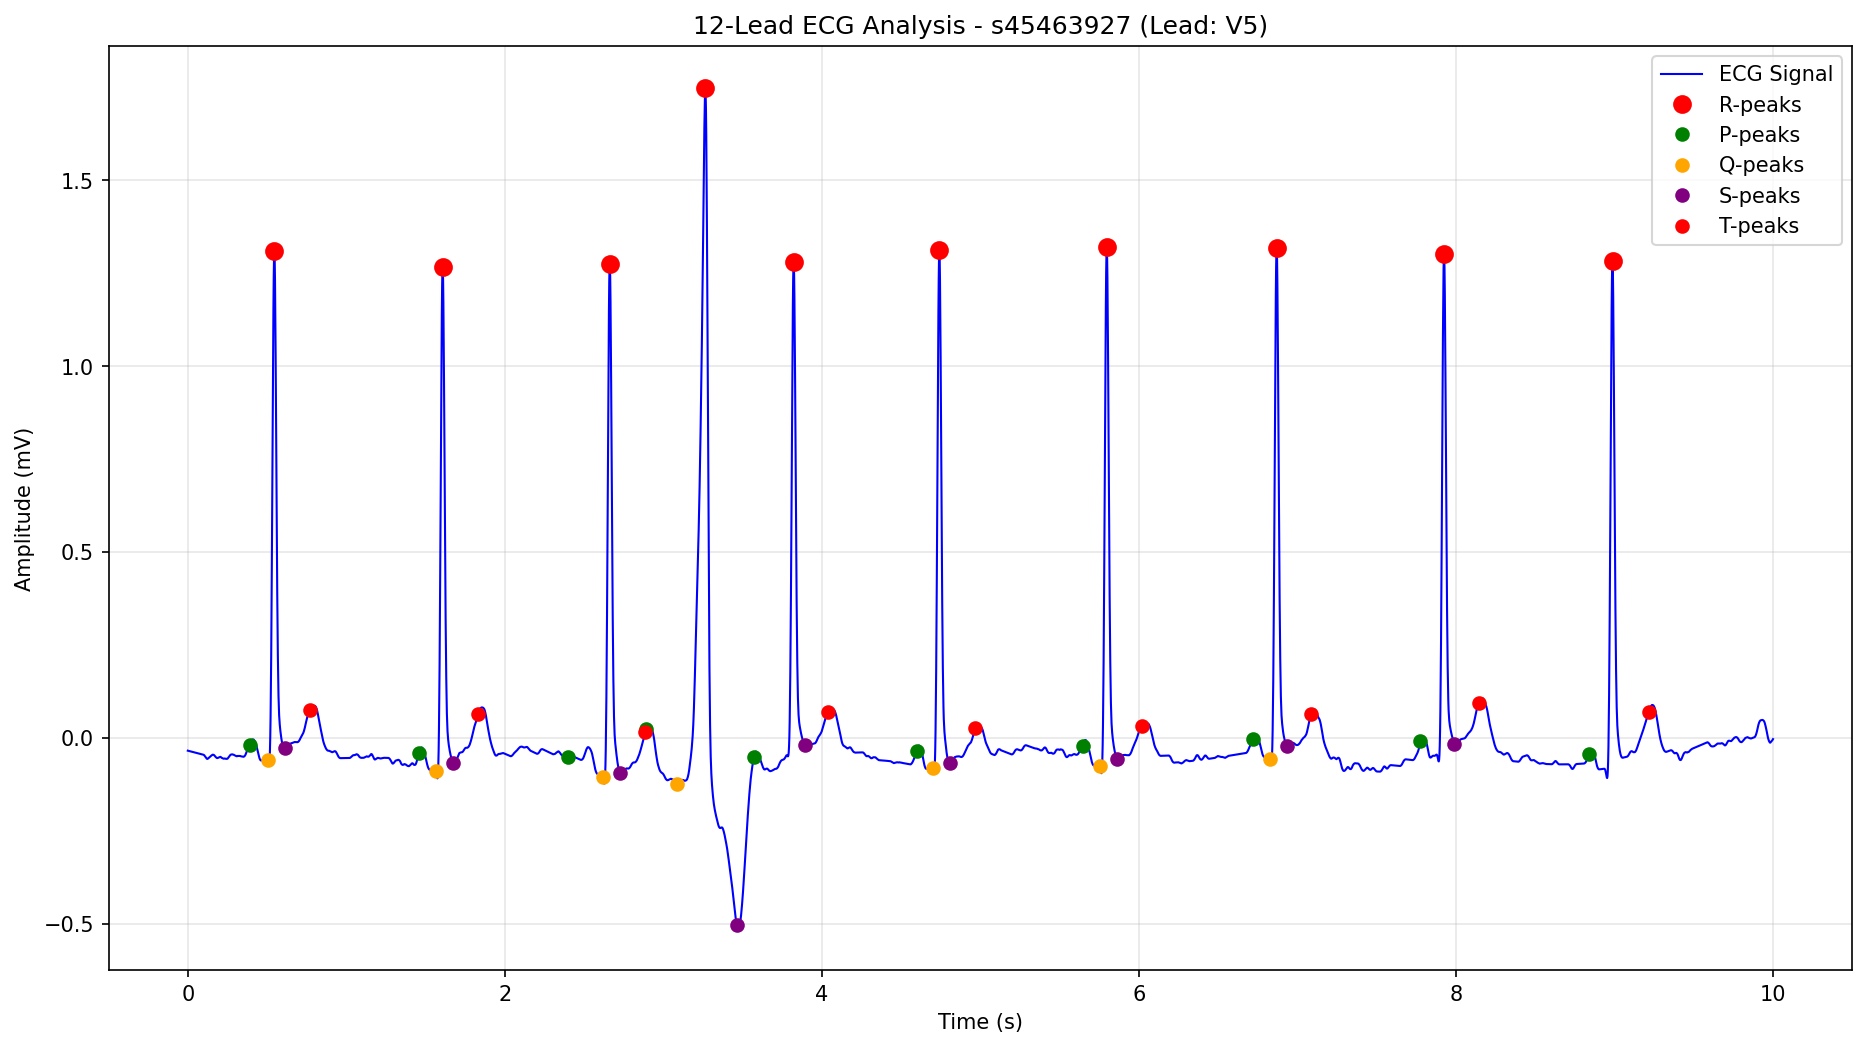 12-Lead ECG Analysis - s45463927 (Lead: V5)
ECG Signal
R-peaks
P-peaks
Q-peaks
S-peaks
T-peaks
Amplitude (mV)
1.5
1.0
0.5
0.0
−0.5
0
2
4
6
8
10
Time (s)